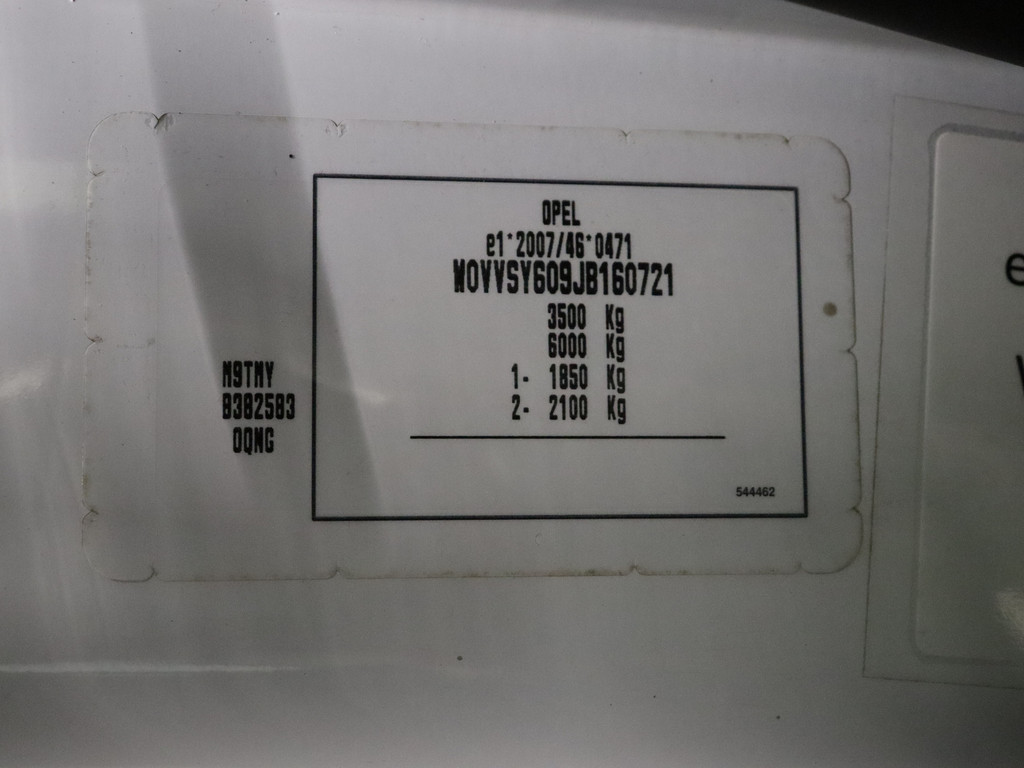 OPEL
e1*2007/46*0471
W0VVSY609JB160721
3500 Kg
6000 Kg
1- 1850 Kg
2- 2100 Kg
544462
M9TMY
B382583
0QNG
e